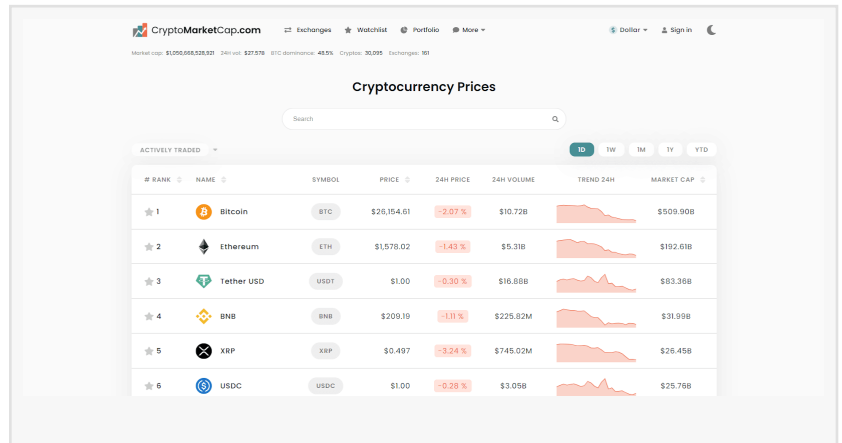 CryptoMarketCap.com Exchanges Watchlist Portfolio More Dollar Sign in
Market cap: $1,050,668,528,921 24H vol: $27.57B BTC dominance: 48.5% Cryptos: 30,095 Exchanges: 161
Cryptocurrency Prices
Search
ACTIVELY TRADED 1D 1W 1M 1Y YTD
# RANK NAME SYMBOL PRICE 24H PRICE 24H VOLUME TREND 24H MARKET CAP
1 Bitcoin BTC $26,154.61 -2.07 % $10.72B $509.90B
2 Ethereum ETH $1,578.02 -1.43 % $5.31B $192.61B
3 Tether USD USDT $1.00 -0.30 % $16.88B $83.36B
4 BNB BNB $209.19 -1.11 % $225.82M $31.99B
5 XRP XRP $0.497 -3.24 % $745.02M $26.45B
6 USDC USDC $1.00 -0.28 % $3.05B $25.76B